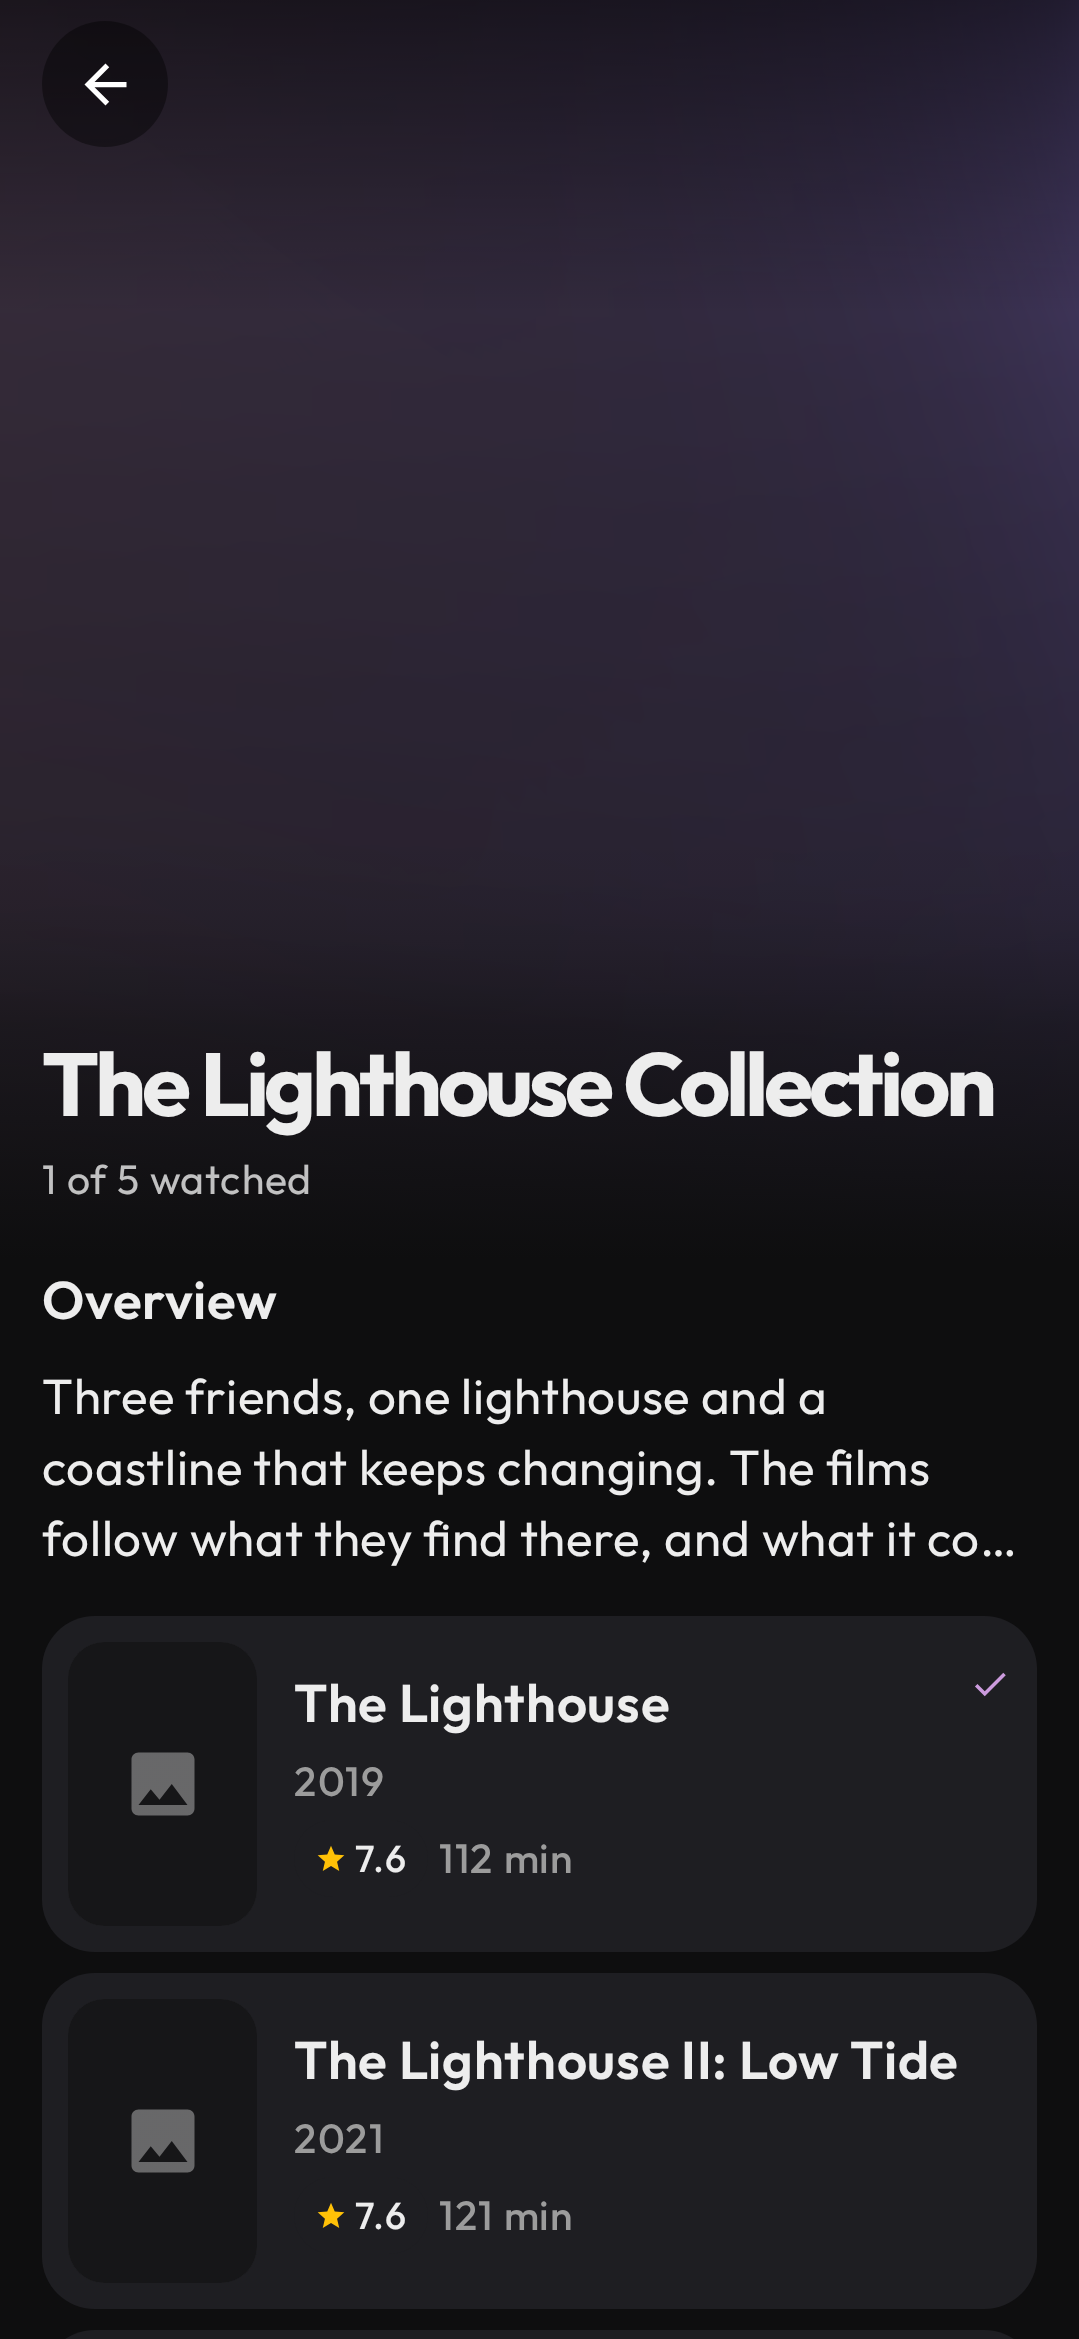 The Lighthouse Collection
1 of 5 watched
Overview
Three friends, one lighthouse and a
coastline that keeps changing. The films
follow what they find there, and what it co…
The Lighthouse
2019
7.6 112 min
The Lighthouse II: Low Tide
2021
7.6 121 min